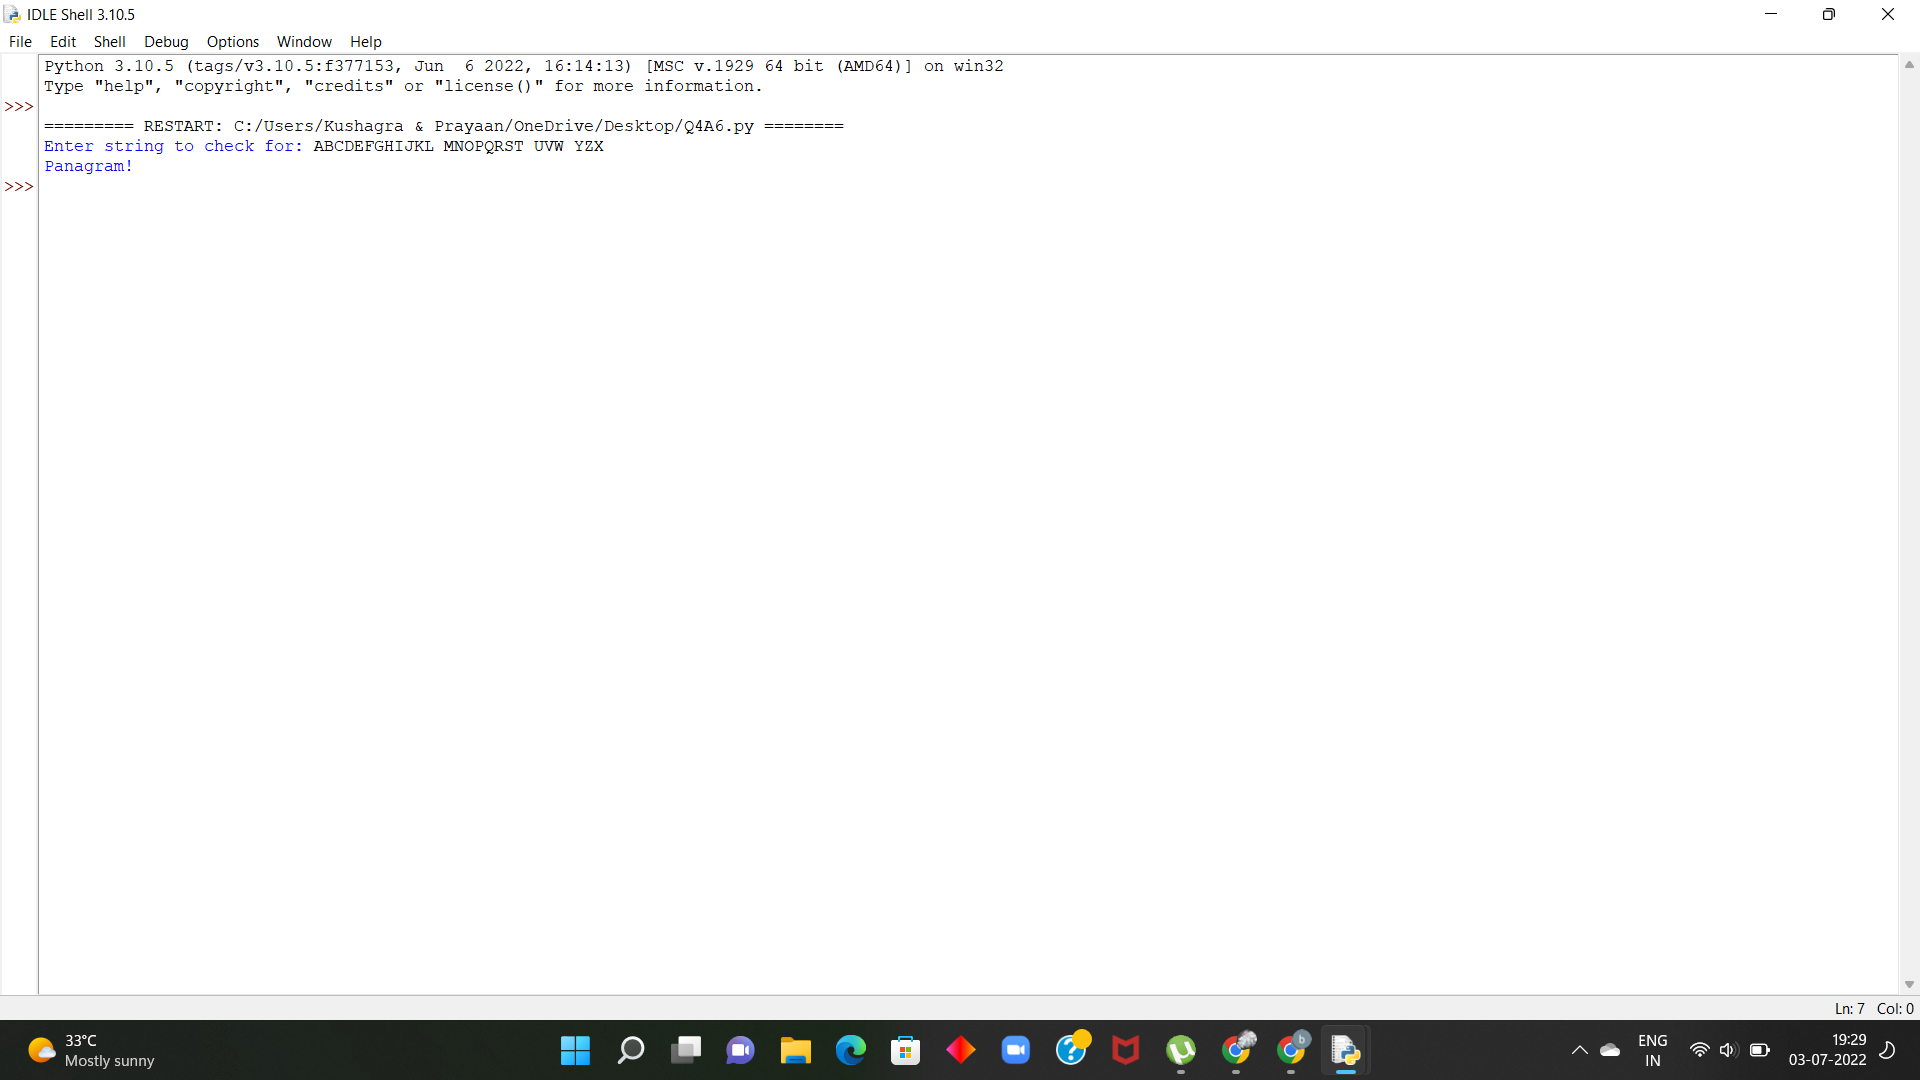 IDLE Shell 3.10.5
File Edit Shell Debug Options Window Help
Python 3.10.5 (tags/v3.10.5:f377153, Jun  6 2022, 16:14:13) [MSC v.1929 64 bit (AMD64)] on win32
Type "help", "copyright", "credits" or "license()" for more information.
>>>
========= RESTART: C:/Users/Kushagra & Prayaan/OneDrive/Desktop/Q4A6.py ========
Enter string to check for: ABCDEFGHIJKL MNOPQRST UVW YZX
Panagram!
>>>
Ln: 7 Col: 0
33°C
Mostly sunny
b
ENG
IN
19:29
03-07-2022